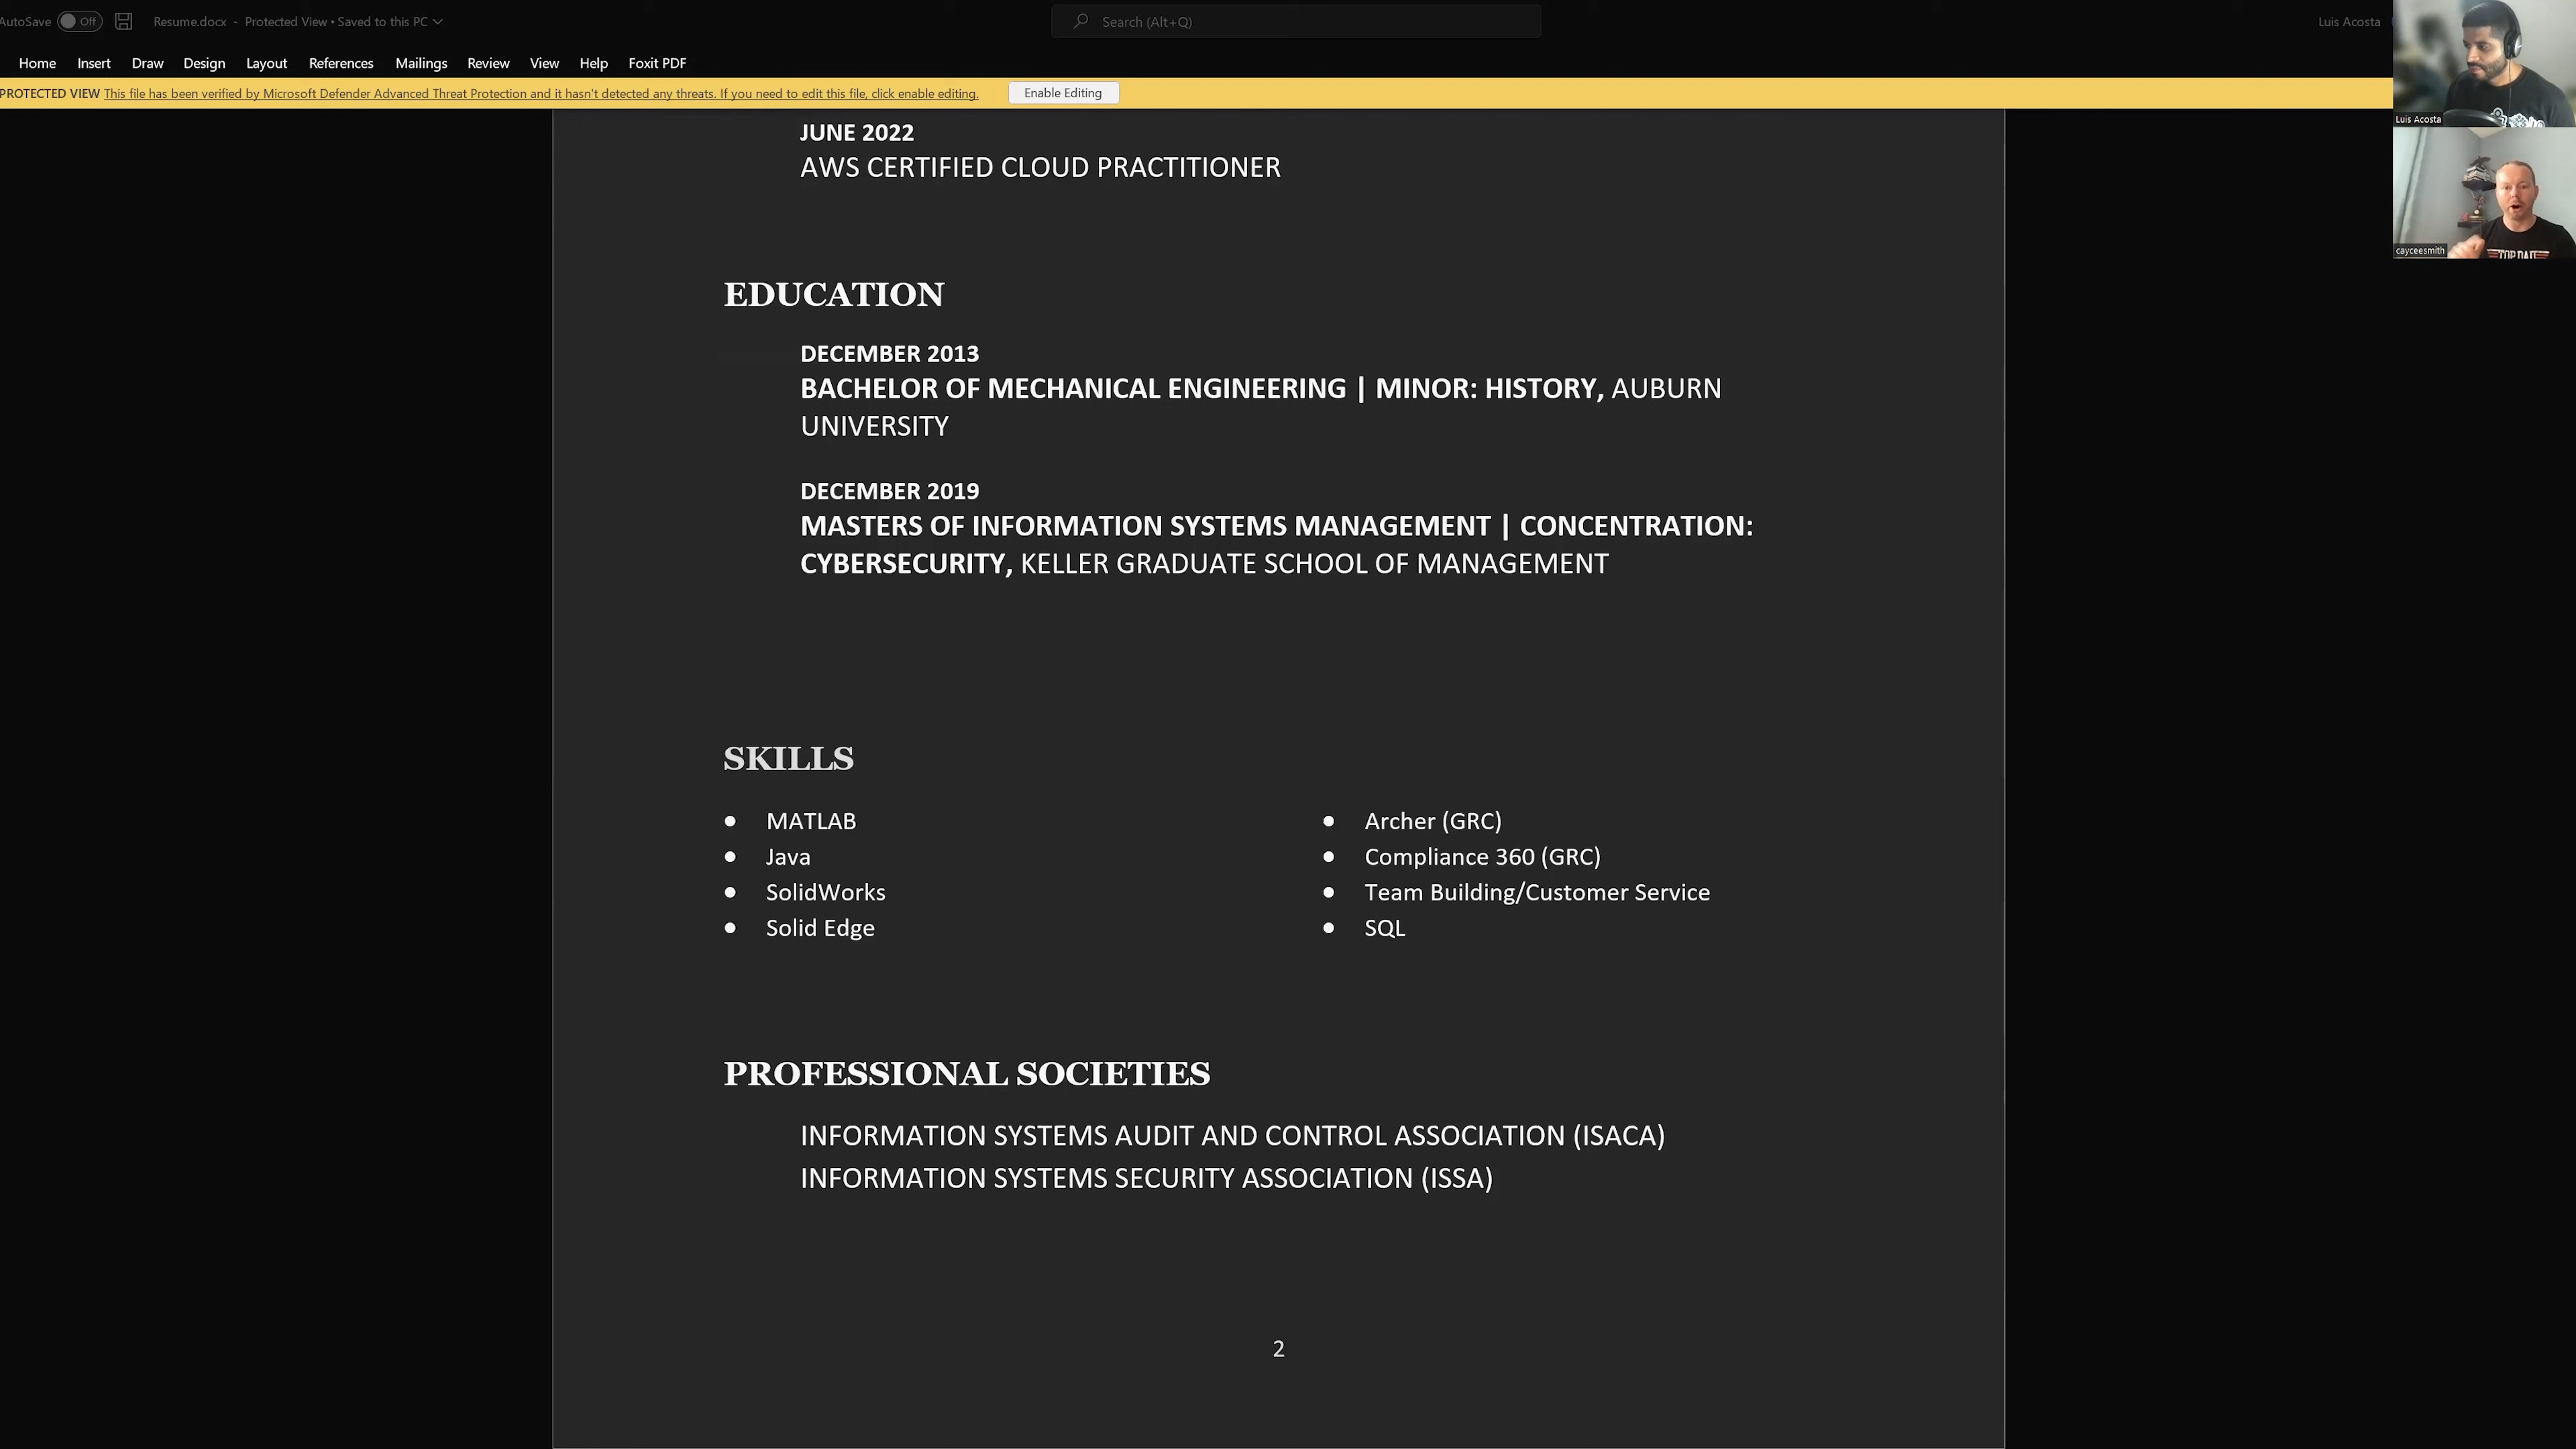 AutoSave Off Resume.docx - Protected View • Saved to this PC Search (Alt+Q) Luis Acosta
Home Insert Draw Design Layout References Mailings Review View Help Foxit PDF
PROTECTED VIEW This file has been verified by Microsoft Defender Advanced Threat Protection and it hasn't detected any threats. If you need to edit this file, click enable editing. Enable Editing
Luis Acosta
cayceesmith
TOP DAD
JUNE 2022
AWS CERTIFIED CLOUD PRACTITIONER
EDUCATION
DECEMBER 2013
BACHELOR OF MECHANICAL ENGINEERING | MINOR: HISTORY, AUBURN
UNIVERSITY
DECEMBER 2019
MASTERS OF INFORMATION SYSTEMS MANAGEMENT | CONCENTRATION:
CYBERSECURITY, KELLER GRADUATE SCHOOL OF MANAGEMENT
SKILLS
• MATLAB
• Java
• SolidWorks
• Solid Edge
• Archer (GRC)
• Compliance 360 (GRC)
• Team Building/Customer Service
• SQL
PROFESSIONAL SOCIETIES
INFORMATION SYSTEMS AUDIT AND CONTROL ASSOCIATION (ISACA)
INFORMATION SYSTEMS SECURITY ASSOCIATION (ISSA)
2